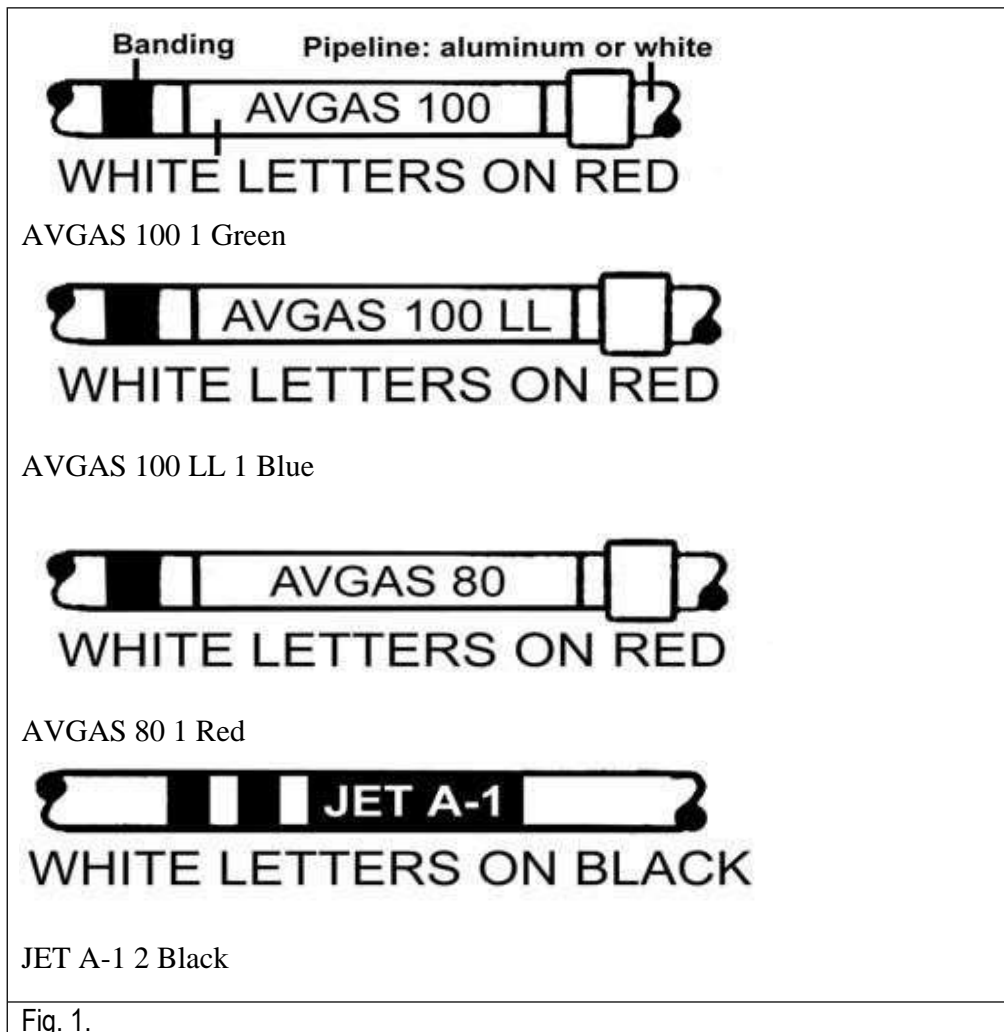 Banding Pipeline: aluminum or white
AVGAS 100
WHITE LETTERS ON RED
AVGAS 100 1 Green
AVGAS 100 LL
WHITE LETTERS ON RED
AVGAS 100 LL 1 Blue
AVGAS 80
WHITE LETTERS ON RED
AVGAS 80 1 Red
JET A-1
WHITE LETTERS ON BLACK
JET A-1 2 Black
Fig. 1.